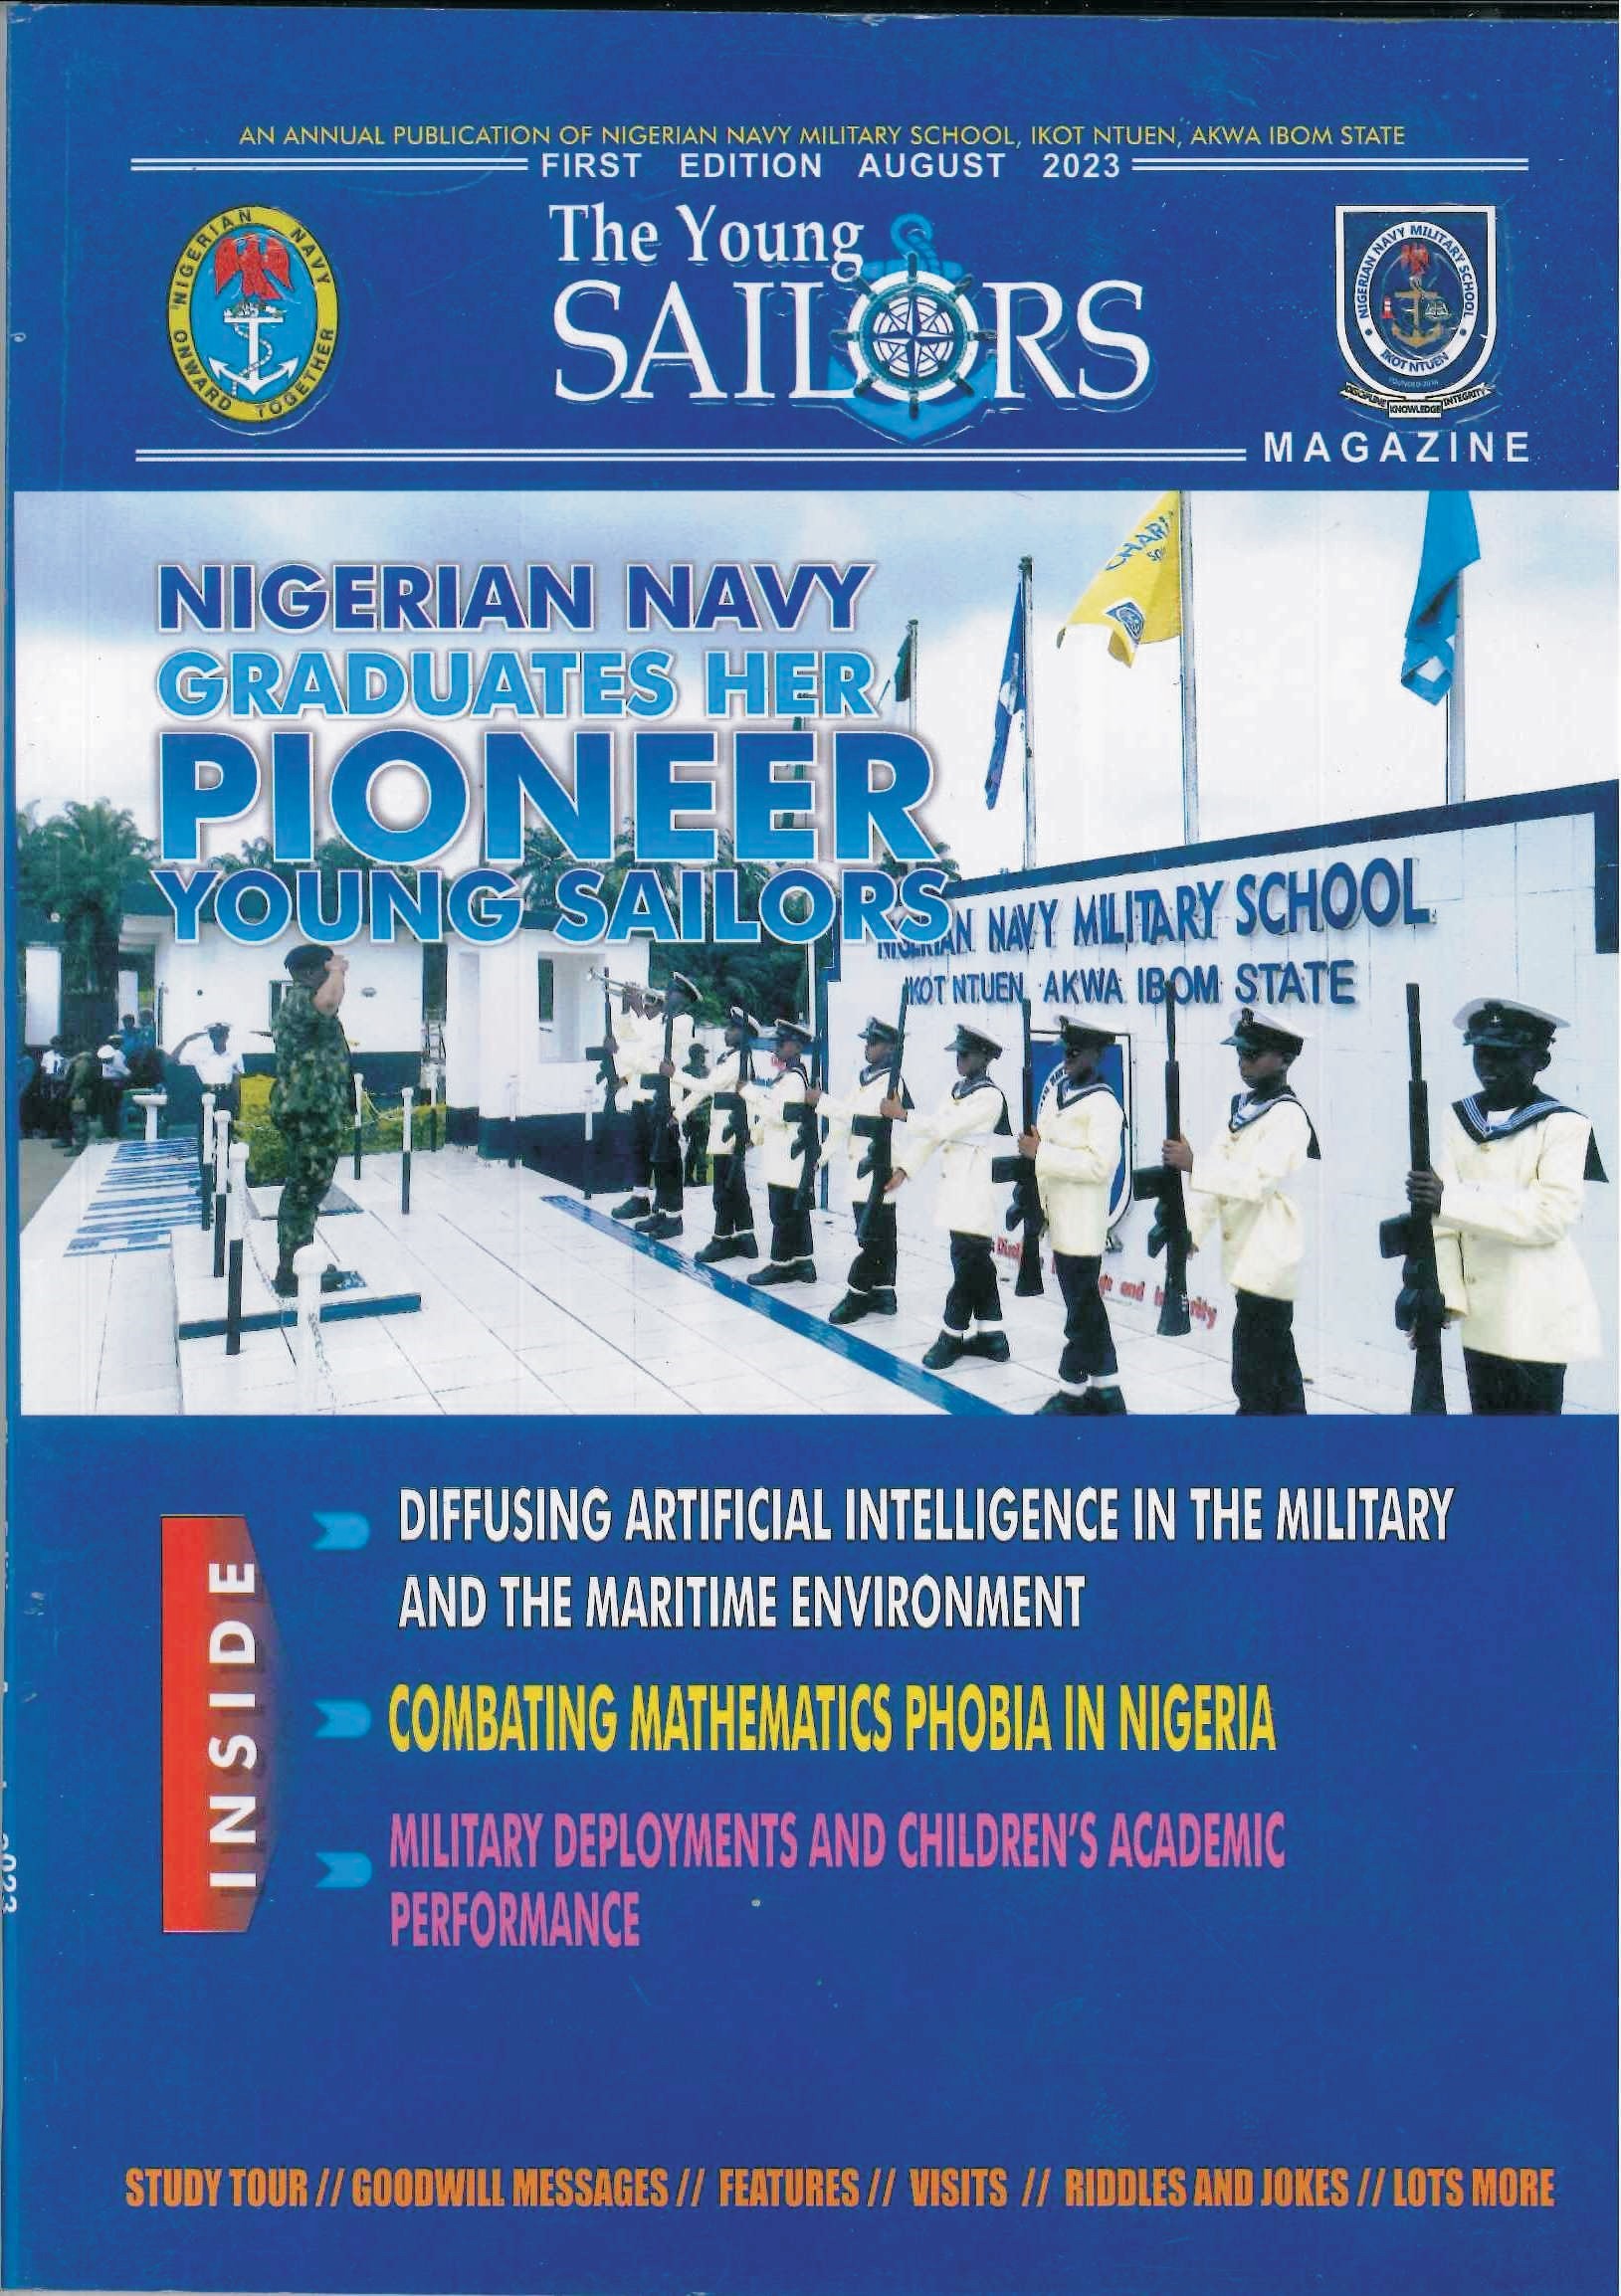 AN ANNUAL PUBLICATION OF NIGERIAN NAVY MILITARY SCHOOL, IKOT NTUEN, AKWA IBOM STATE
FIRST EDITION AUGUST 2023
NIGERIAN NAVY
ONWARD TOGETHER
The Young
SAILORS
NIGERIAN NAVY MILITARY SCHOOL
IKOT NTUEN
DISCIPLINE KNOWLEDGE INTEGRITY
MAGAZINE
NIGERIAN NAVY
GRADUATES HER
PIONEER
YOUNG SAILORS
NIGERIAN NAVY MILITARY SCHOOL
IKOT NTUEN, AKWA IBOM STATE
INSIDE
DIFFUSING ARTIFICIAL INTELLIGENCE IN THE MILITARY
AND THE MARITIME ENVIRONMENT
COMBATING MATHEMATICS PHOBIA IN NIGERIA
MILITARY DEPLOYMENTS AND CHILDREN'S ACADEMIC
PERFORMANCE
2023
STUDY TOUR // GOODWILL MESSAGES // FEATURES // VISITS // RIDDLES AND JOKES // LOTS MORE